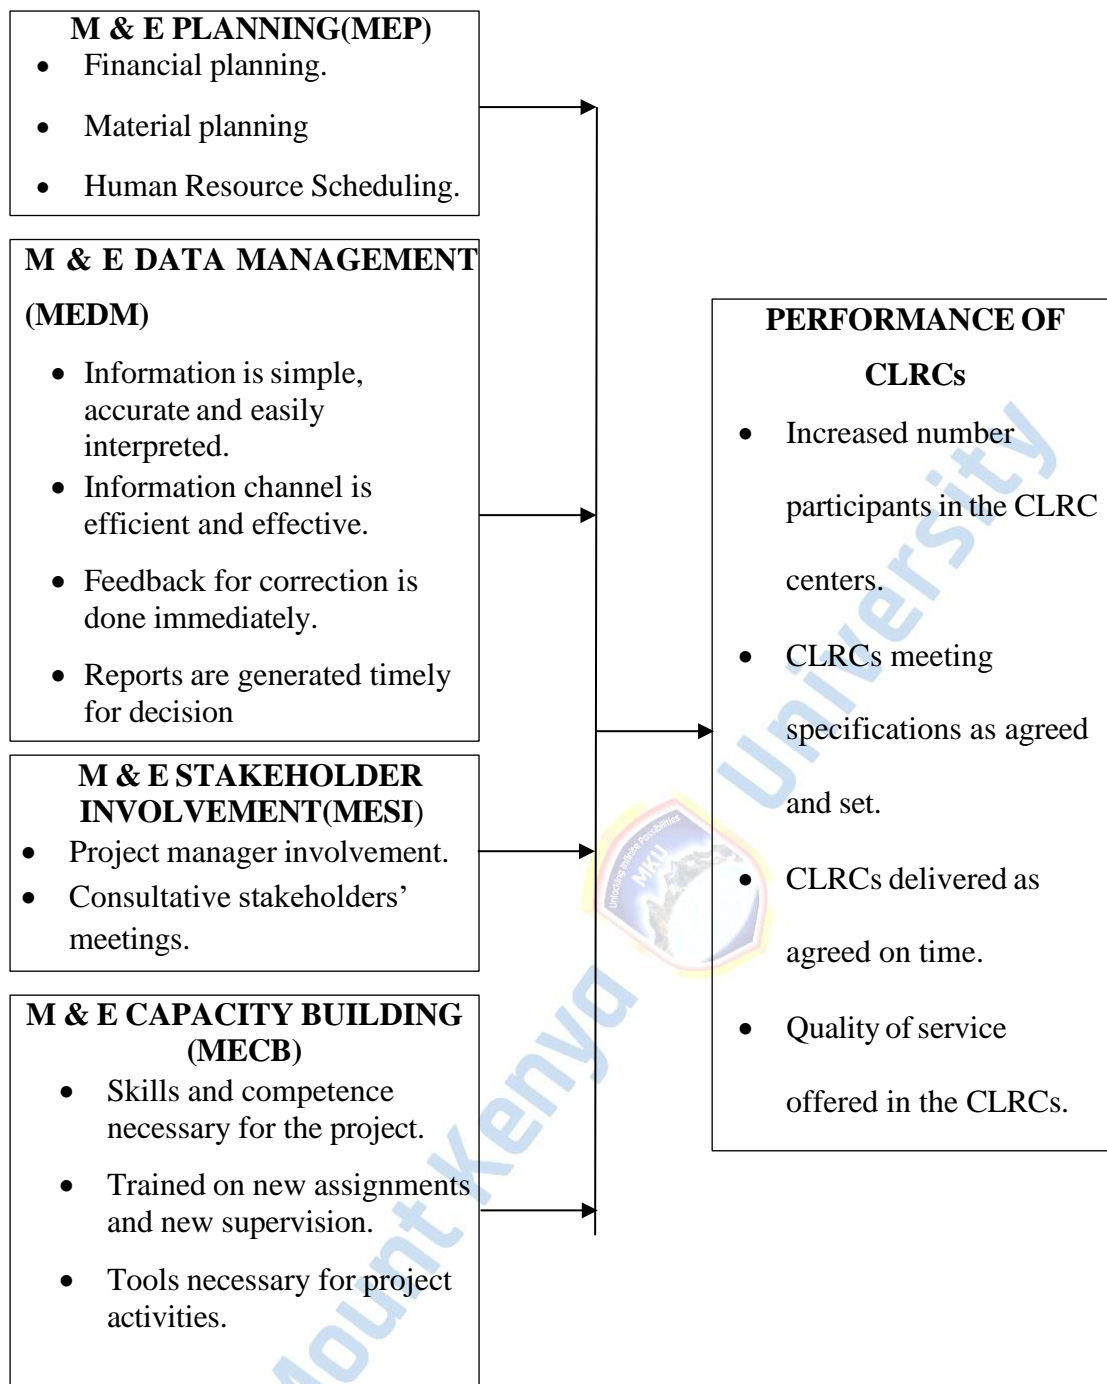 M & E PLANNING(MEP)
• Financial planning.
• Material planning
• Human Resource Scheduling.
M & E DATA MANAGEMENT
(MEDM)
• Information is simple,
accurate and easily
interpreted.
• Information channel is
efficient and effective.
• Feedback for correction is
done immediately.
• Reports are generated timely
for decision
M & E STAKEHOLDER
INVOLVEMENT(MESI)
• Project manager involvement.
• Consultative stakeholders’
meetings.
M & E CAPACITY BUILDING
(MECB)
• Skills and competence
necessary for the project.
• Trained on new assignments
and new supervision.
• Tools necessary for project
activities.
PERFORMANCE OF
CLRCs
• Increased number
participants in the CLRC
centers.
• CLRCs meeting
specifications as agreed
and set.
• CLRCs delivered as
agreed on time.
• Quality of service
offered in the CLRCs.
Mount Kenya University
Unlocking Infinite Possibilities
MKU